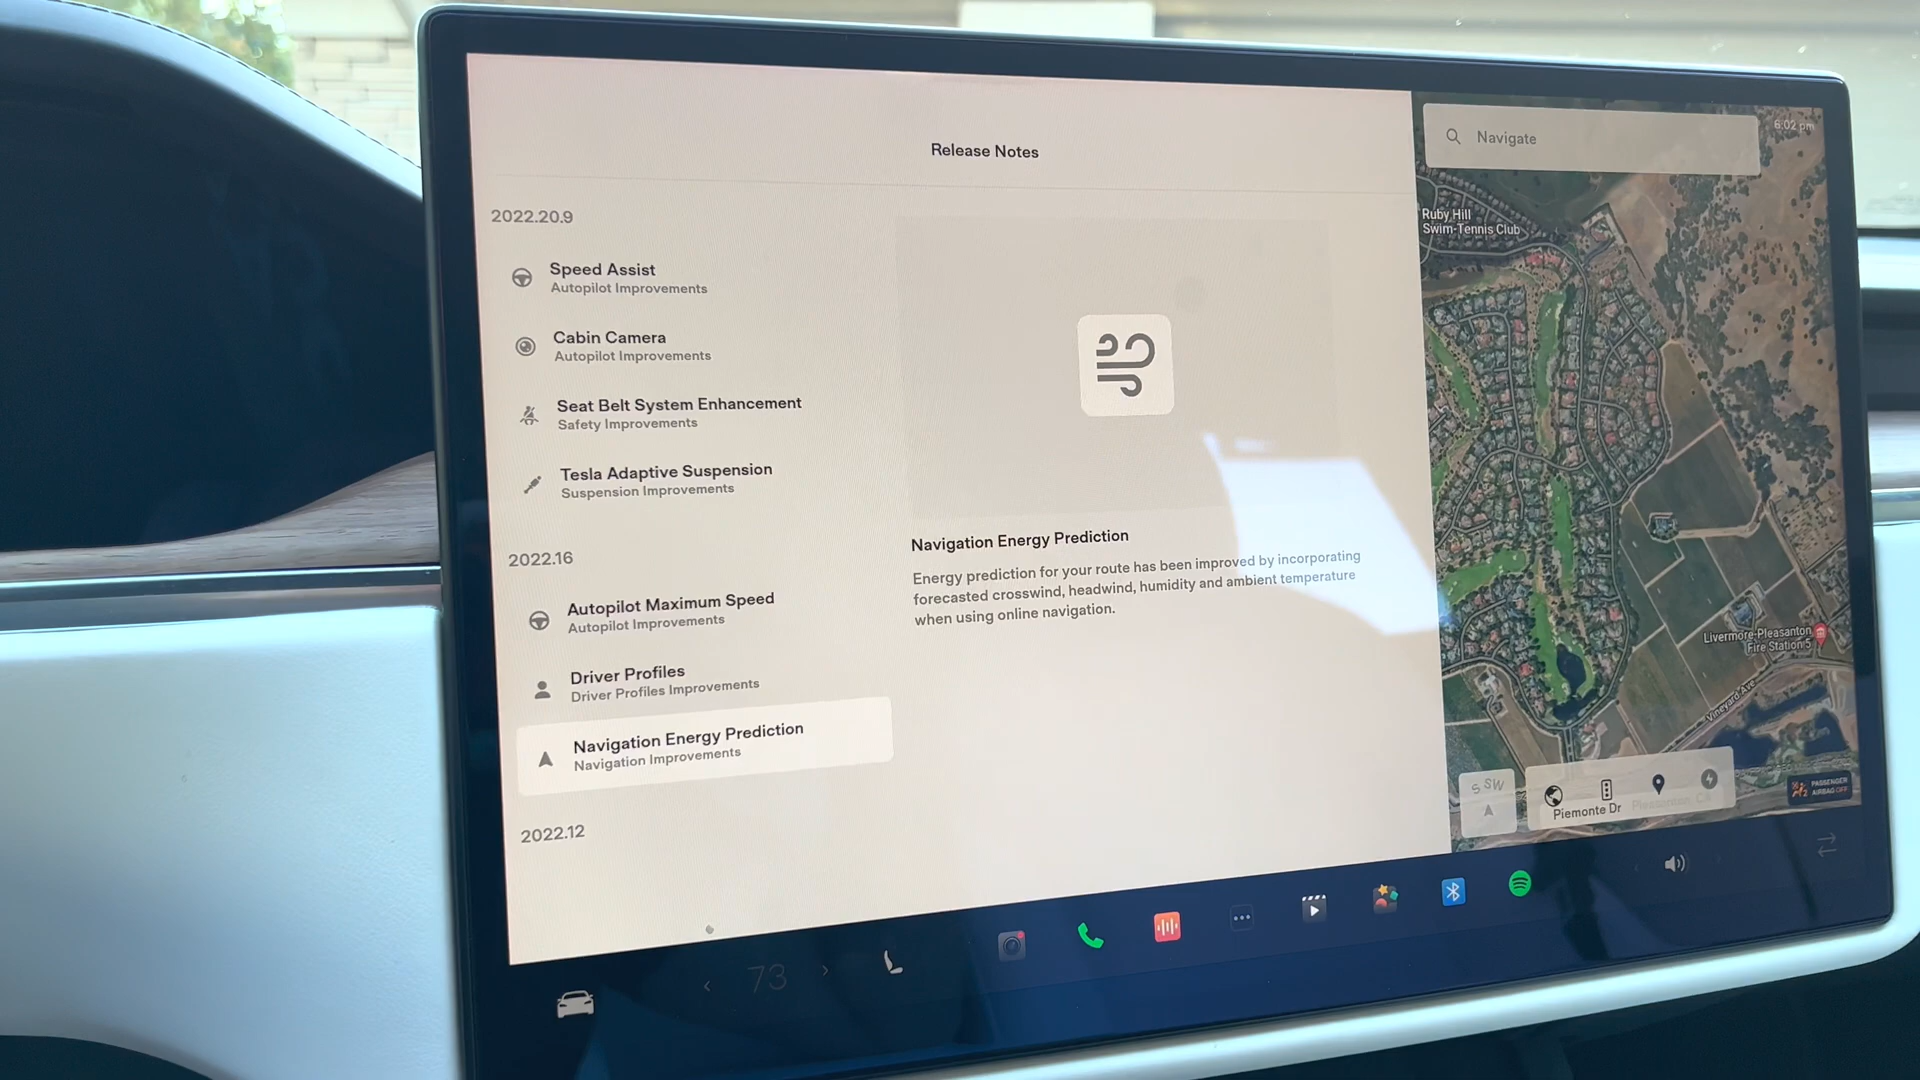 Release Notes
2022.20.9
Speed Assist
Autopilot Improvements
Cabin Camera
Autopilot Improvements
Seat Belt System Enhancement
Safety Improvements
Tesla Adaptive Suspension
Suspension Improvements
2022.16
Autopilot Maximum Speed
Autopilot Improvements
Driver Profiles
Driver Profiles Improvements
Navigation Energy Prediction
Navigation Improvements
2022.12
Navigation Energy Prediction
Energy prediction for your route has been improved by incorporating
forecasted crosswind, headwind, humidity and ambient temperature
when using online navigation.
Navigate
6:02 pm
Ruby Hill
Swim-Tennis Club
Livermore-Pleasanton
Fire Station 5
Vineyard Ave
S SW
Piemonte Dr
Pleasanton, CA
PASSENGER
AIRBAG OFF
73